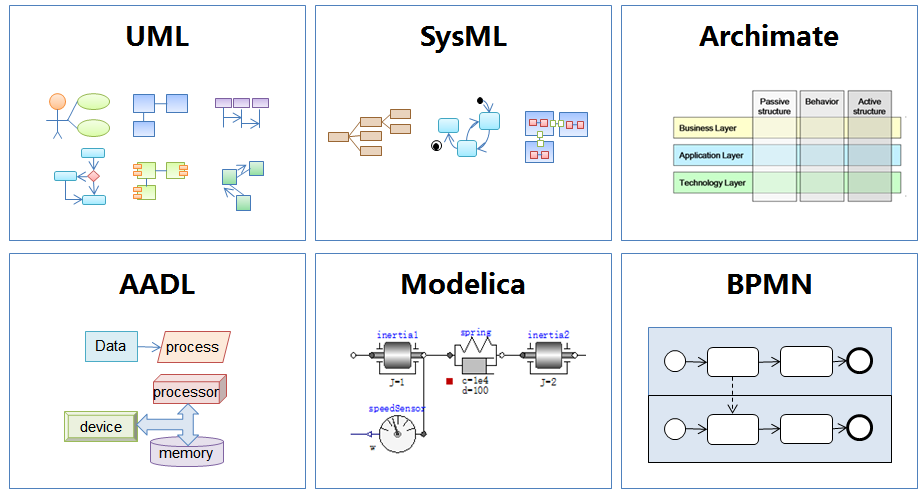 UML
SysML
Archimate
Passive
structure
Behavior
Active
structure
Business Layer
Application Layer
Technology Layer
AADL
Data
process
processor
device
memory
Modelica
inertia1
spring
inertia2
J=1
c=1e4
d=100
J=2
speedSensor
w
BPMN